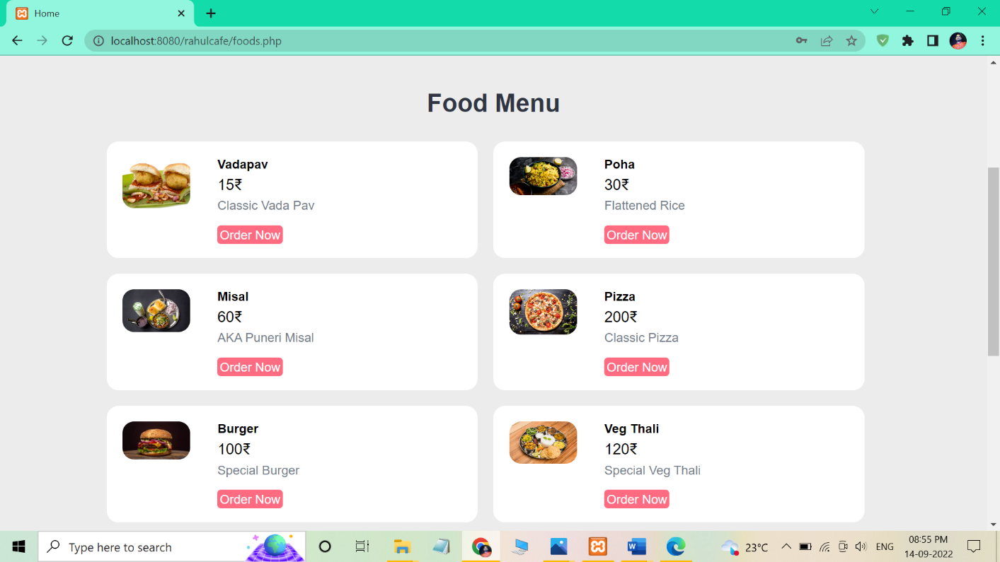 Home
localhost:8080/rahulcafe/foods.php
Food Menu
Vadapav
15₹
Classic Vada Pav
Order Now
Poha
30₹
Flattened Rice
Order Now
Misal
60₹
AKA Puneri Misal
Order Now
Pizza
200₹
Classic Pizza
Order Now
Burger
100₹
Special Burger
Order Now
Veg Thali
120₹
Special Veg Thali
Order Now
Type here to search
23°C
ENG
08:55 PM
14-09-2022